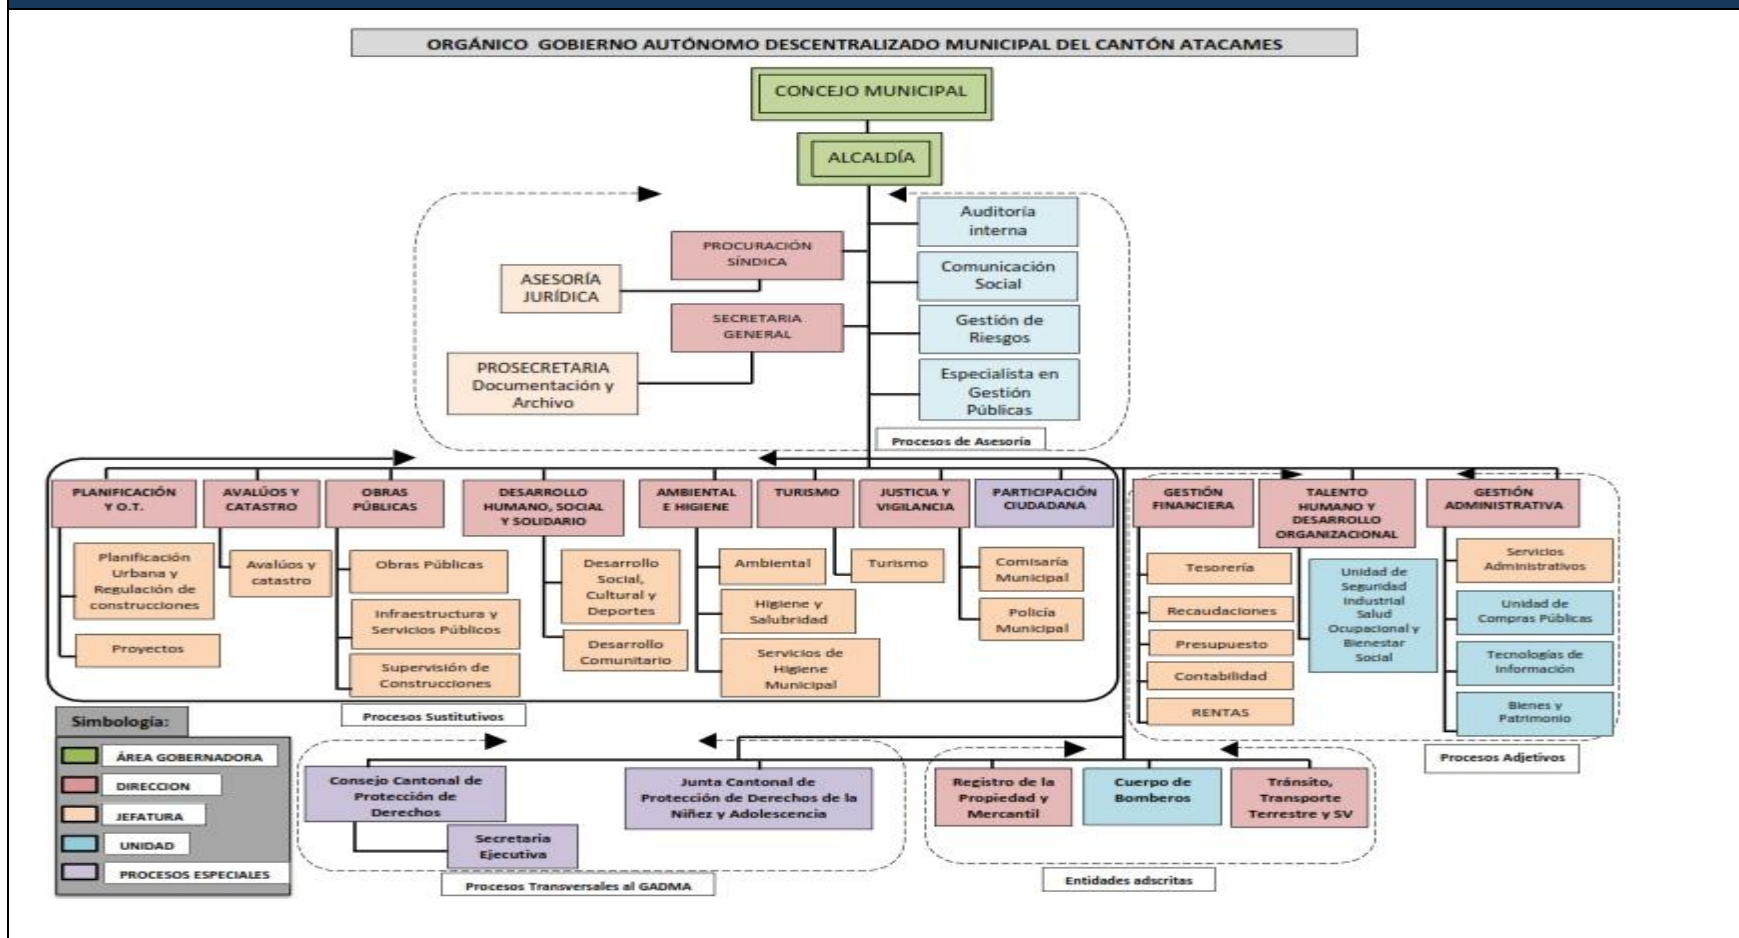 ORGÁNICO GOBIERNO AUTÓNOMO DESCENTRALIZADO MUNICIPAL DEL CANTÓN ATACAMES
CONCEJO MUNICIPAL
ALCALDÍA
Auditoría
interna
PROCURACIÓN
SÍNDICA
Comunicación
Social
ASESORÍA
JURÍDICA
SECRETARIA
GENERAL
Gestión de
Riesgos
PROSECRETARIA
Documentación y
Archivo
Especialista en
Gestión
Públicas
Procesos de Asesoría
PLANIFICACIÓN
Y O.T.
AVALÚOS Y
CATASTRO
OBRAS
PÚBLICAS
DESARROLLO
HUMANO, SOCIAL
Y SOLIDARIO
AMBIENTAL
E HIGIENE
TURISMO
JUSTICIA Y
VIGILANCIA
PARTICIPACIÓN
CIUDADANA
GESTIÓN
FINANCIERA
TALENTO
HUMANO Y
DESARROLLO
ORGANIZACIONAL
GESTIÓN
ADMINISTRATIVA
Planificación
Urbana y
Regulación de
construcciones
Proyectos
Avalúos y
catastro
Obras Públicas
Infraestructura y
Servicios Públicos
Supervisión de
Construcciones
Desarrollo
Social,
Cultural y
Deportes
Desarrollo
Comunitario
Ambiental
Higiene y
Salubridad
Servicios de
Higiene
Municipal
Turismo
Comisaría
Municipal
Policía
Municipal
Tesorería
Recaudaciones
Presupuesto
Contabilidad
RENTAS
Unidad de
Seguridad
Industrial
Salud
Ocupacional y
Bienestar
Social
Servicios
Administrativos
Unidad de
Compras Públicas
Tecnologías de
Información
Bienes y
Patrimonio
Procesos Sustitutivos
Procesos Adjetivos
Simbología:
ÁREA GOBERNADORA
DIRECCION
JEFATURA
UNIDAD
PROCESOS ESPECIALES
Consejo Cantonal de
Protección de
Derechos
Secretaria
Ejecutiva
Junta Cantonal de
Protección de Derechos de la
Niñez y Adolescencia
Procesos Transversales al GADMA
Registro de la
Propiedad y
Mercantil
Cuerpo de
Bomberos
Tránsito,
Transporte
Terrestre y SV
Entidades adscritas